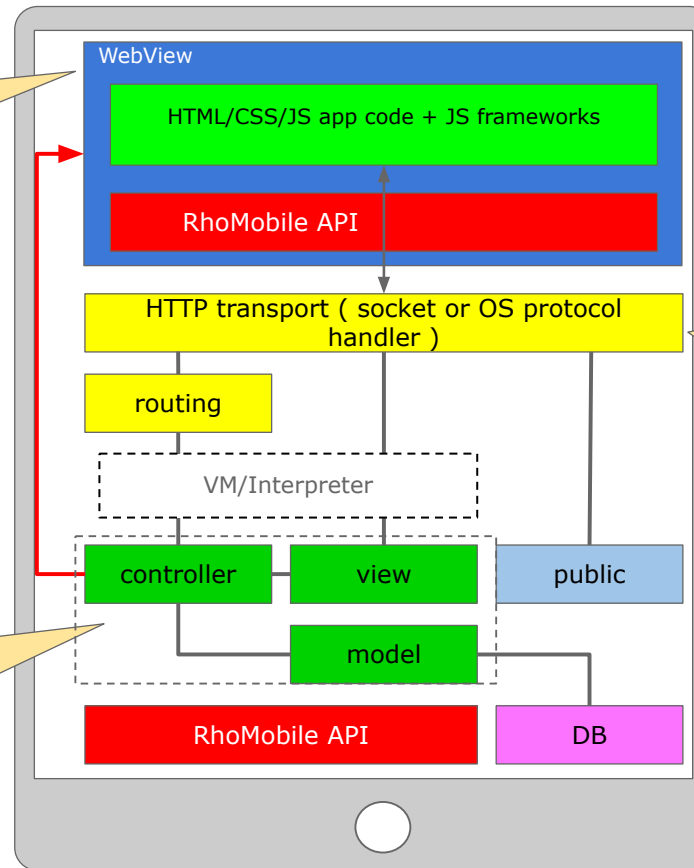 WebView
HTML/CSS/JS app code + JS frameworks
RhoMobile API
HTTP transport ( socket or OS protocol
handler )
routing
VM/Interpreter
controller
view
public
model
RhoMobile API
DB